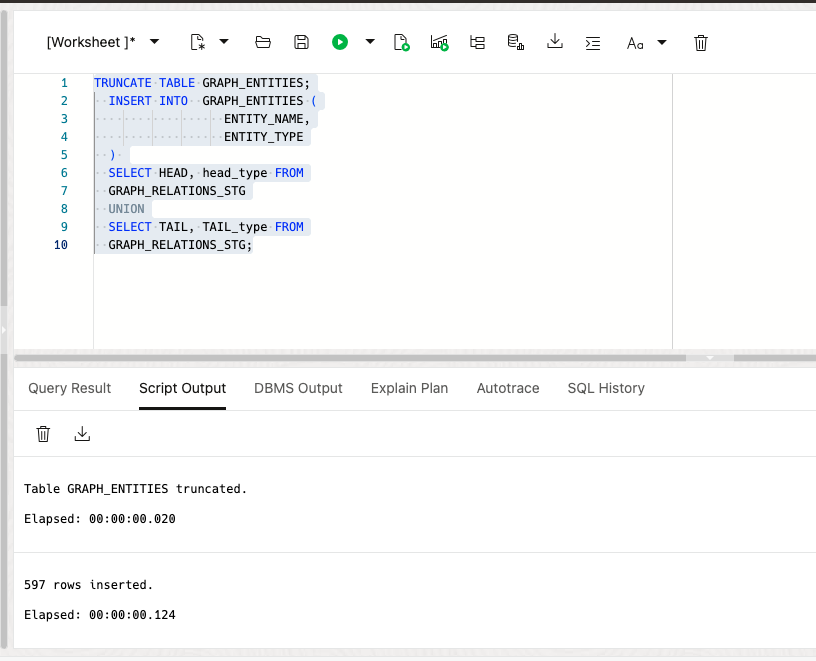 [Worksheet ]*
Aa
1 TRUNCATE TABLE GRAPH_ENTITIES;
2 INSERT INTO GRAPH_ENTITIES (
3 ENTITY_NAME,
4 ENTITY_TYPE
5 )
6 SELECT HEAD, head_type FROM
7 GRAPH_RELATIONS_STG
8 UNION
9 SELECT TAIL, TAIL_type FROM
10 GRAPH_RELATIONS_STG;
Query Result Script Output DBMS Output Explain Plan Autotrace SQL History
Table GRAPH_ENTITIES truncated.
Elapsed: 00:00:00.020
597 rows inserted.
Elapsed: 00:00:00.124